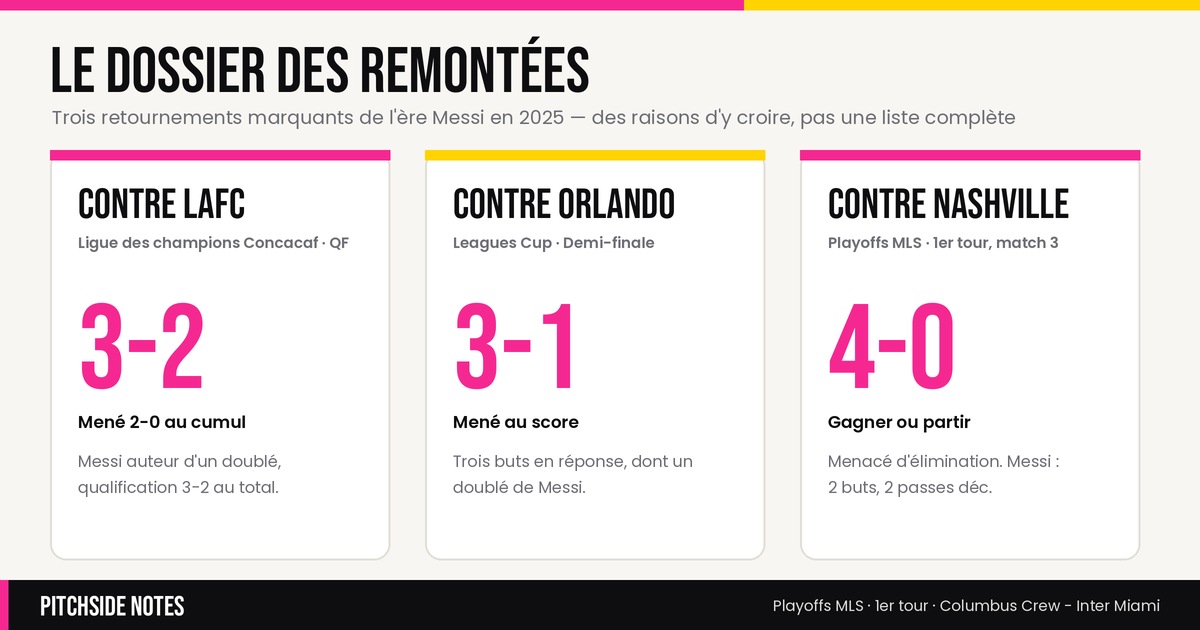 LE DOSSIER DES REMONTÉES
Trois retournements marquants de l'ère Messi en 2025 — des raisons d'y croire, pas une liste complète
CONTRE LAFC
Ligue des champions Concacaf · QF
3-2
Mené 2-0 au cumul
Messi auteur d'un doublé,
qualification 3-2 au total.
CONTRE ORLANDO
Leagues Cup · Demi-finale
3-1
Mené au score
Trois buts en réponse, dont un
doublé de Messi.
CONTRE NASHVILLE
Playoffs MLS · 1er tour, match 3
4-0
Gagner ou partir
Menacé d'élimination. Messi :
2 buts, 2 passes déc.
PITCHSIDE NOTES
Playoffs MLS · 1er tour · Columbus Crew - Inter Miami